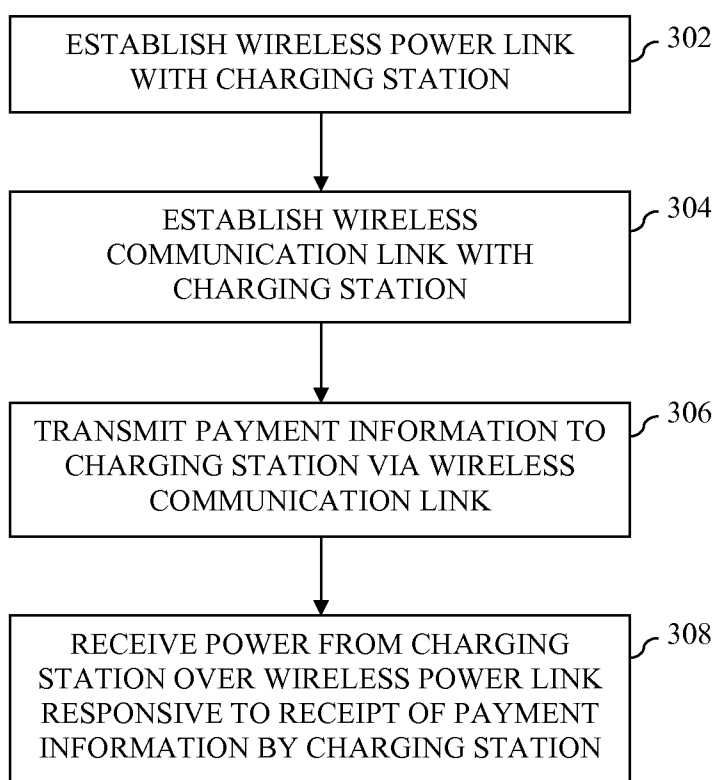 ESTABLISH WIRELESS POWER LINK
WITH CHARGING STATION
302
ESTABLISH WIRELESS
COMMUNICATION LINK WITH
CHARGING STATION
304
TRANSMIT PAYMENT INFORMATION TO
CHARGING STATION VIA WIRELESS
COMMUNICATION LINK
306
RECEIVE POWER FROM CHARGING
STATION OVER WIRELESS POWER LINK
RESPONSIVE TO RECEIPT OF PAYMENT
INFORMATION BY CHARGING STATION
308